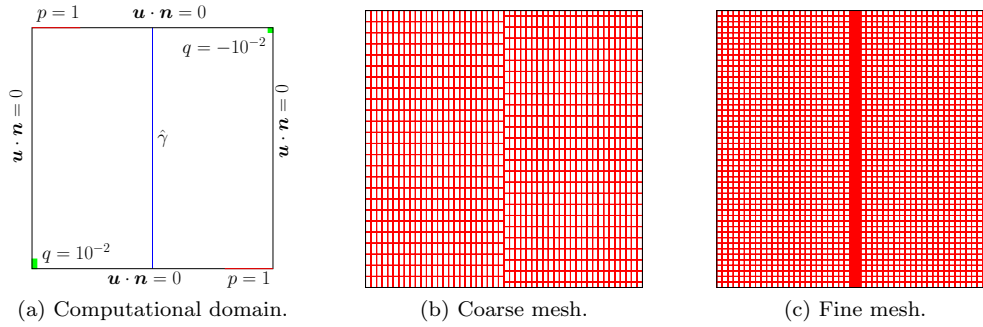 p = 1
u · n = 0
q = −10⁻²
u · n = 0
γ̂
u · n = 0
q = 10⁻²
u · n = 0
p = 1
(a) Computational domain.
(b) Coarse mesh.
(c) Fine mesh.